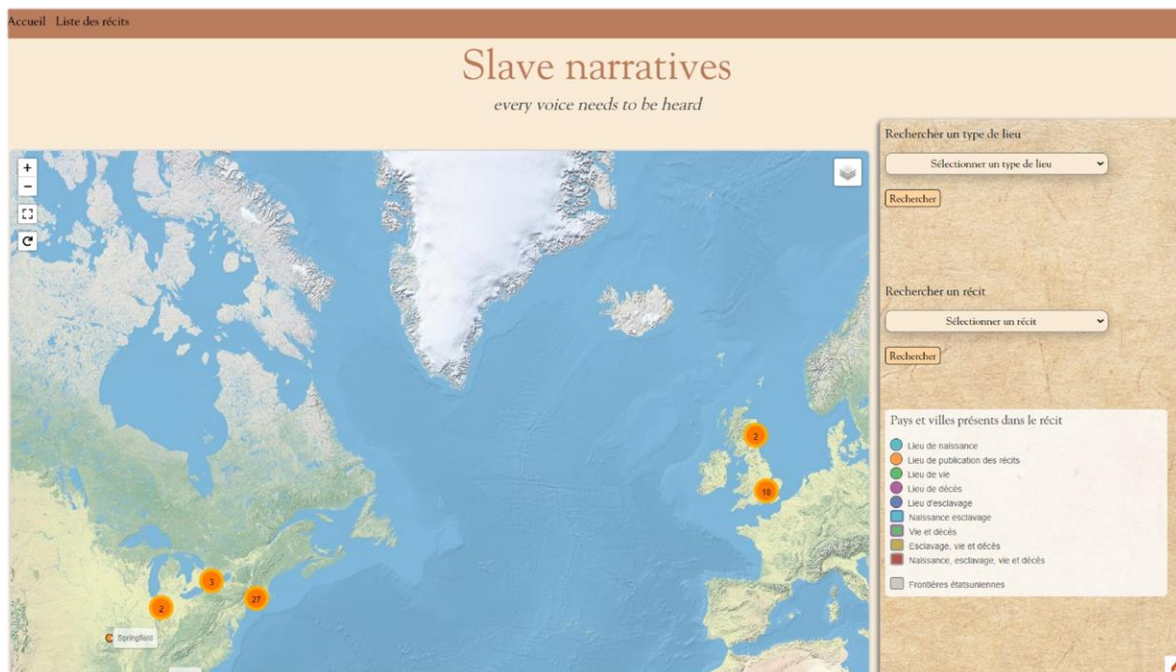 Accueil Liste des récits
Slave narratives
every voice needs to be heard
Rechercher un type de lieu
Sélectionner un type de lieu
Rechercher
Rechercher un récit
Sélectionner un récit
Rechercher
Pays et villes présents dans le récit
Lieu de naissance
Lieu de publication des récits
Lieu de vie
Lieu de décès
Lieu d'esclavage
Naissance esclavage
Vie et décès
Esclavage, vie et décès
Naissance, esclavage, vie et décès
Frontières étatsuniennes
+
−
2
18
3
27
2
Springfield